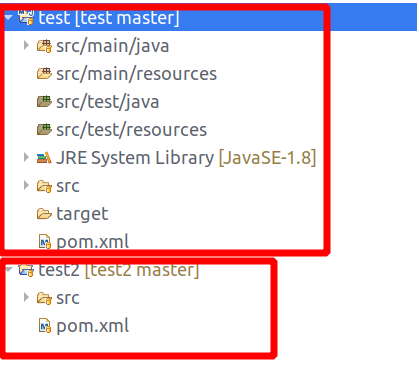 test [test master]
src/main/java
src/main/resources
src/test/java
src/test/resources
JRE System Library [JavaSE-1.8]
src
target
pom.xml
test2 [test2 master]
src
pom.xml